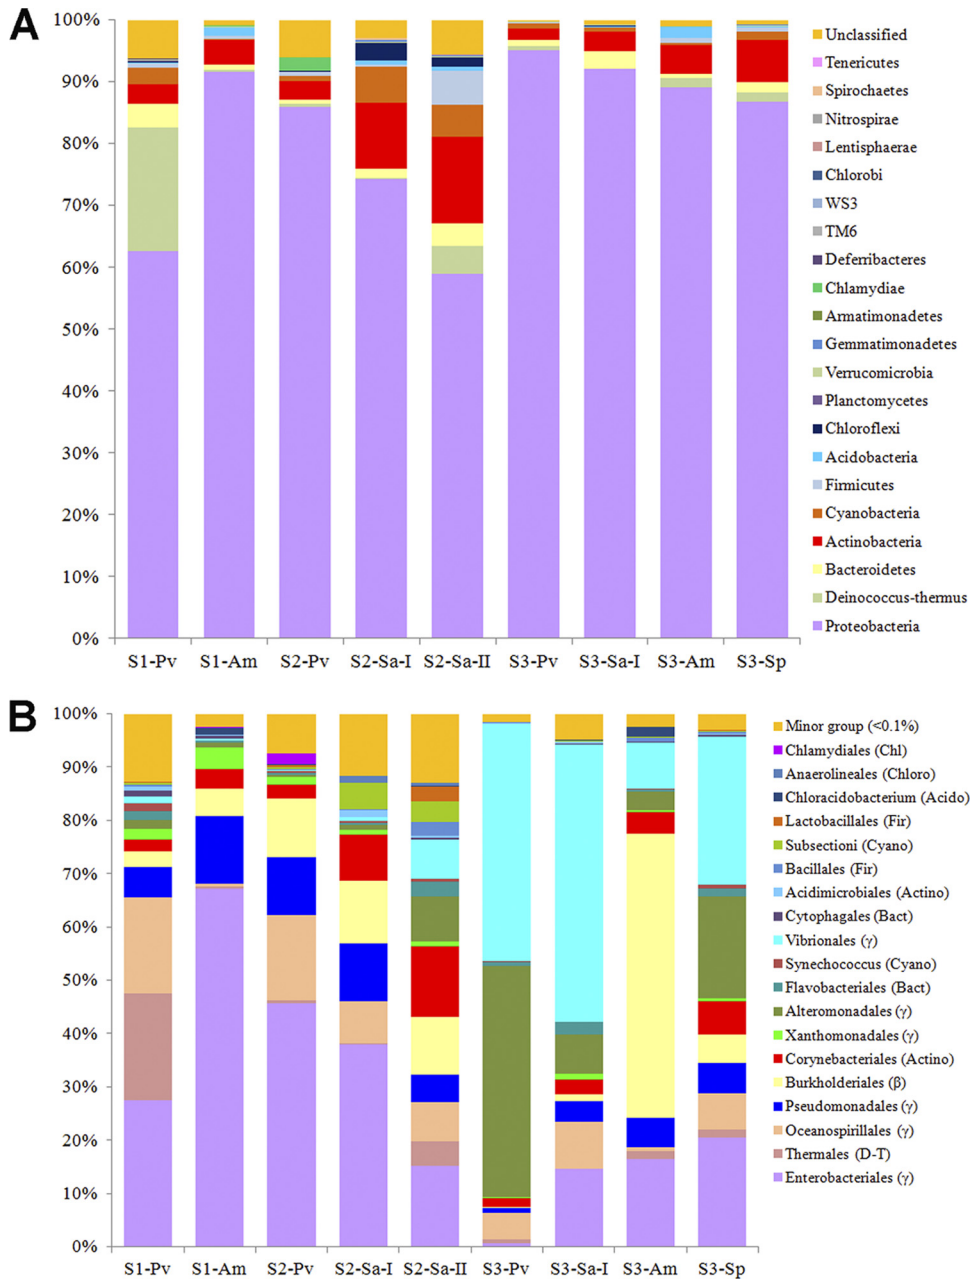 A
100%
90%
80%
70%
60%
50%
40%
30%
20%
10%
0%
S1-Pv S1-Am S2-Pv S2-Sa-I S2-Sa-II S3-Pv S3-Sa-I S3-Am S3-Sp
Unclassified
Tenericutes
Spirochaetes
Nitrospirae
Lentisphaerae
Chlorobi
WS3
TM6
Deferribacteres
Chlamydiae
Armatimonadetes
Gemmatimonadetes
Verrucomicrobia
Planctomycetes
Chloroflexi
Acidobacteria
Firmicutes
Cyanobacteria
Actinobacteria
Bacteroidetes
Deinococcus-thermus
Proteobacteria
B
100%
90%
80%
70%
60%
50%
40%
30%
20%
10%
0%
S1-Pv S1-Am S2-Pv S2-Sa-I S2-Sa-II S3-Pv S3-Sa-I S3-Am S3-Sp
Minor group (<0.1%)
Chlamydiales (Chl)
Anaerolineales (Chloro)
Chloracidobacterium (Acido)
Lactobacillales (Fir)
Subsectioni (Cyano)
Bacillales (Fir)
Acidimicrobiales (Actino)
Cytophagales (Bact)
Vibrionales (γ)
Synechococcus (Cyano)
Flavobacteriales (Bact)
Alteromonadales (γ)
Xanthomonadales (γ)
Corynebacteriales (Actino)
Burkholderiales (β)
Pseudomonadales (γ)
Oceanospirillales (γ)
Thermales (D-T)
Enterobacteriales (γ)